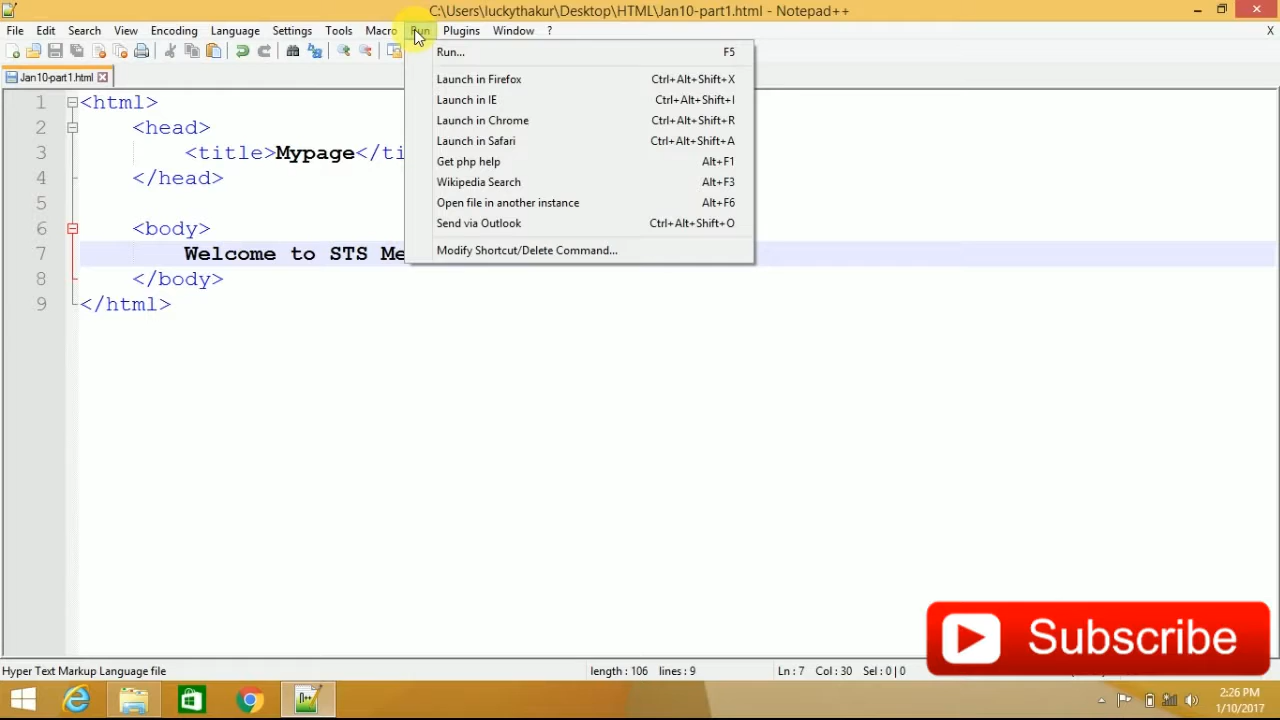 C:\Users\luckythakur\Desktop\HTML\Jan10-part1.html - Notepad++
File Edit Search View Encoding Language Settings Tools Macro Run Plugins Window ? X
Jan10-part1.html
Run... F5
Launch in Firefox Ctrl+Alt+Shift+X
Launch in IE Ctrl+Alt+Shift+I
Launch in Chrome Ctrl+Alt+Shift+R
Launch in Safari Ctrl+Alt+Shift+A
Get php help Alt+F1
Wikipedia Search Alt+F3
Open file in another instance Alt+F6
Send via Outlook Ctrl+Alt+Shift+O
Modify Shortcut/Delete Command...
1 <html>
2 <head>
3 <title>Mypage</ti
4 </head>
5
6 <body>
7 Welcome to STS Me
8 </body>
9 </html>
Subscribe
Hyper Text Markup Language file length : 106 lines : 9 Ln : 7 Col : 30 Sel : 0 | 0
2:26 PM
1/10/2017